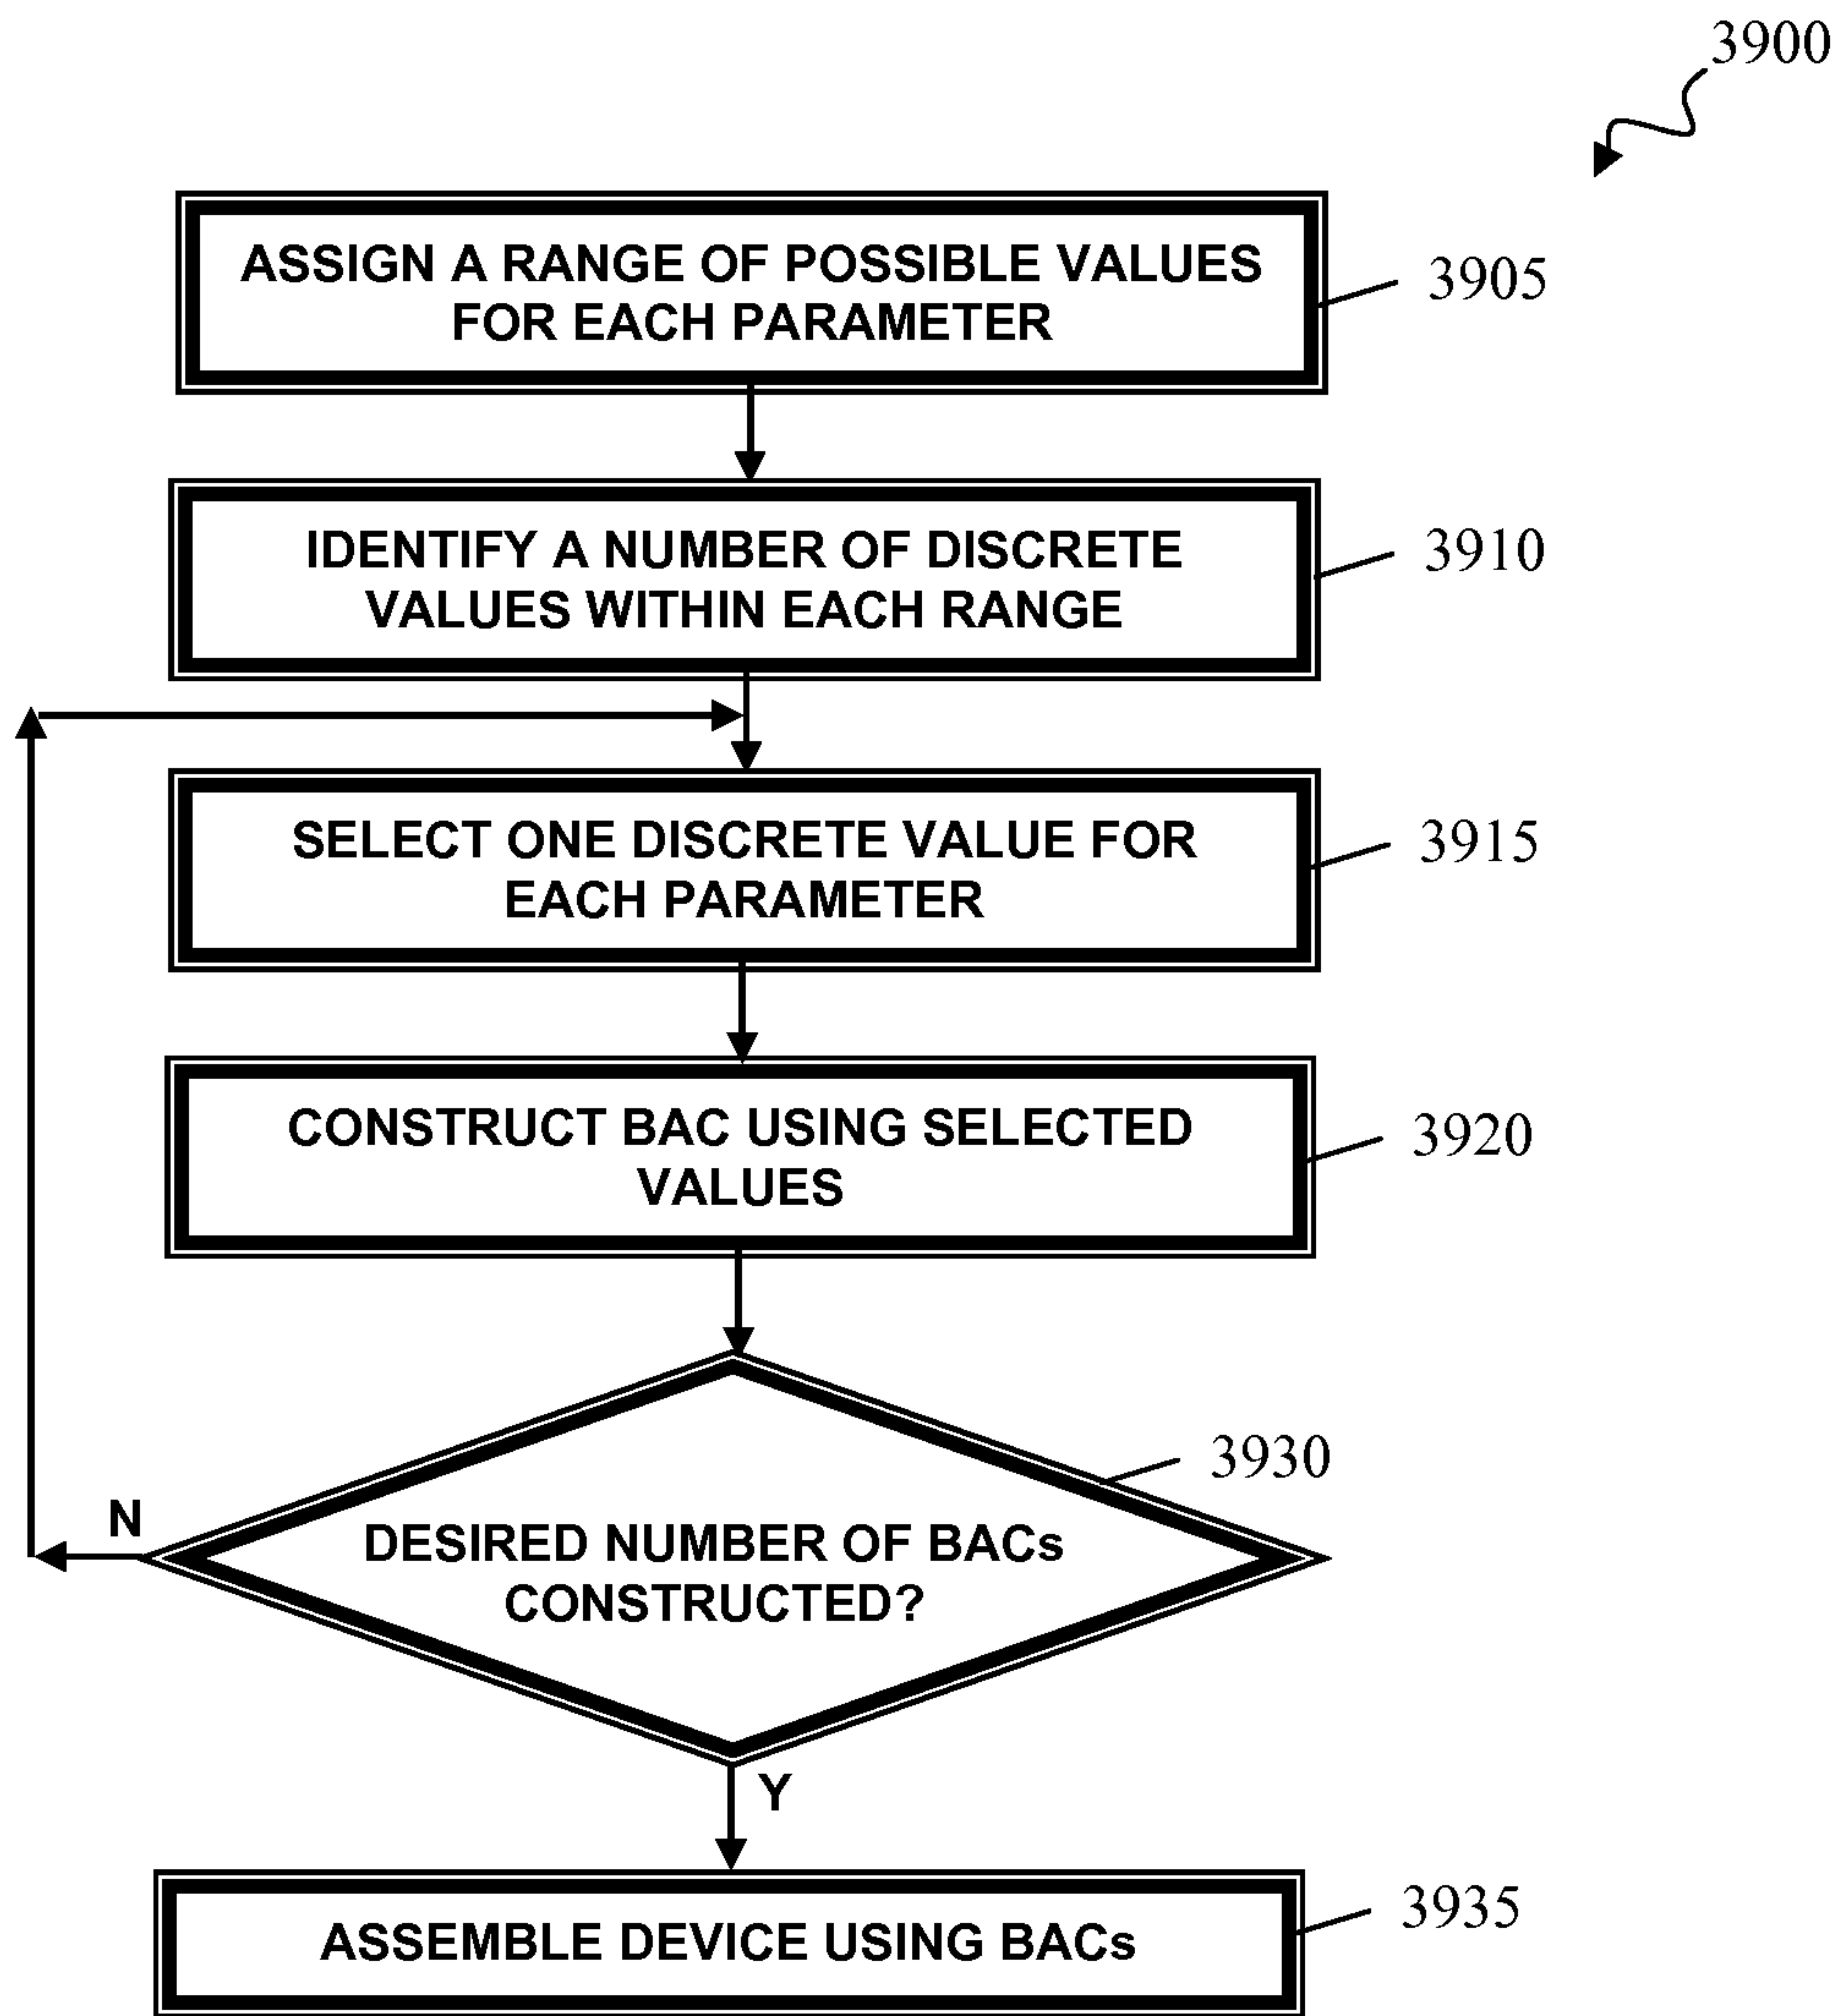 3900
ASSIGN A RANGE OF POSSIBLE VALUES
FOR EACH PARAMETER
3905
IDENTIFY A NUMBER OF DISCRETE
VALUES WITHIN EACH RANGE
3910
SELECT ONE DISCRETE VALUE FOR
EACH PARAMETER
3915
CONSTRUCT BAC USING SELECTED
VALUES
3920
3930
N
DESIRED NUMBER OF BACs
CONSTRUCTED?
Y
ASSEMBLE DEVICE USING BACs
3935